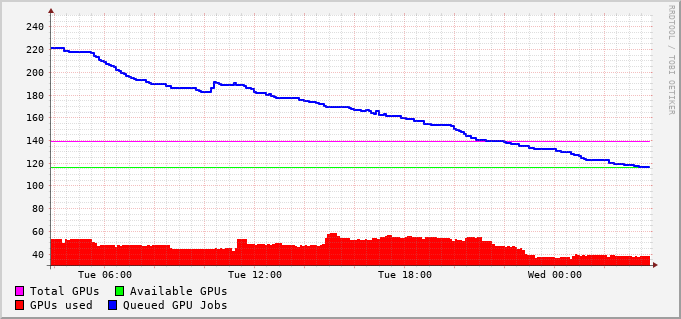 RRDTOOL / TOBI OETIKER
240
220
200
180
160
140
120
100
80
60
40
Tue 06:00 Tue 12:00 Tue 18:00 Wed 00:00
Total GPUs Available GPUs
GPUs used Queued GPU Jobs